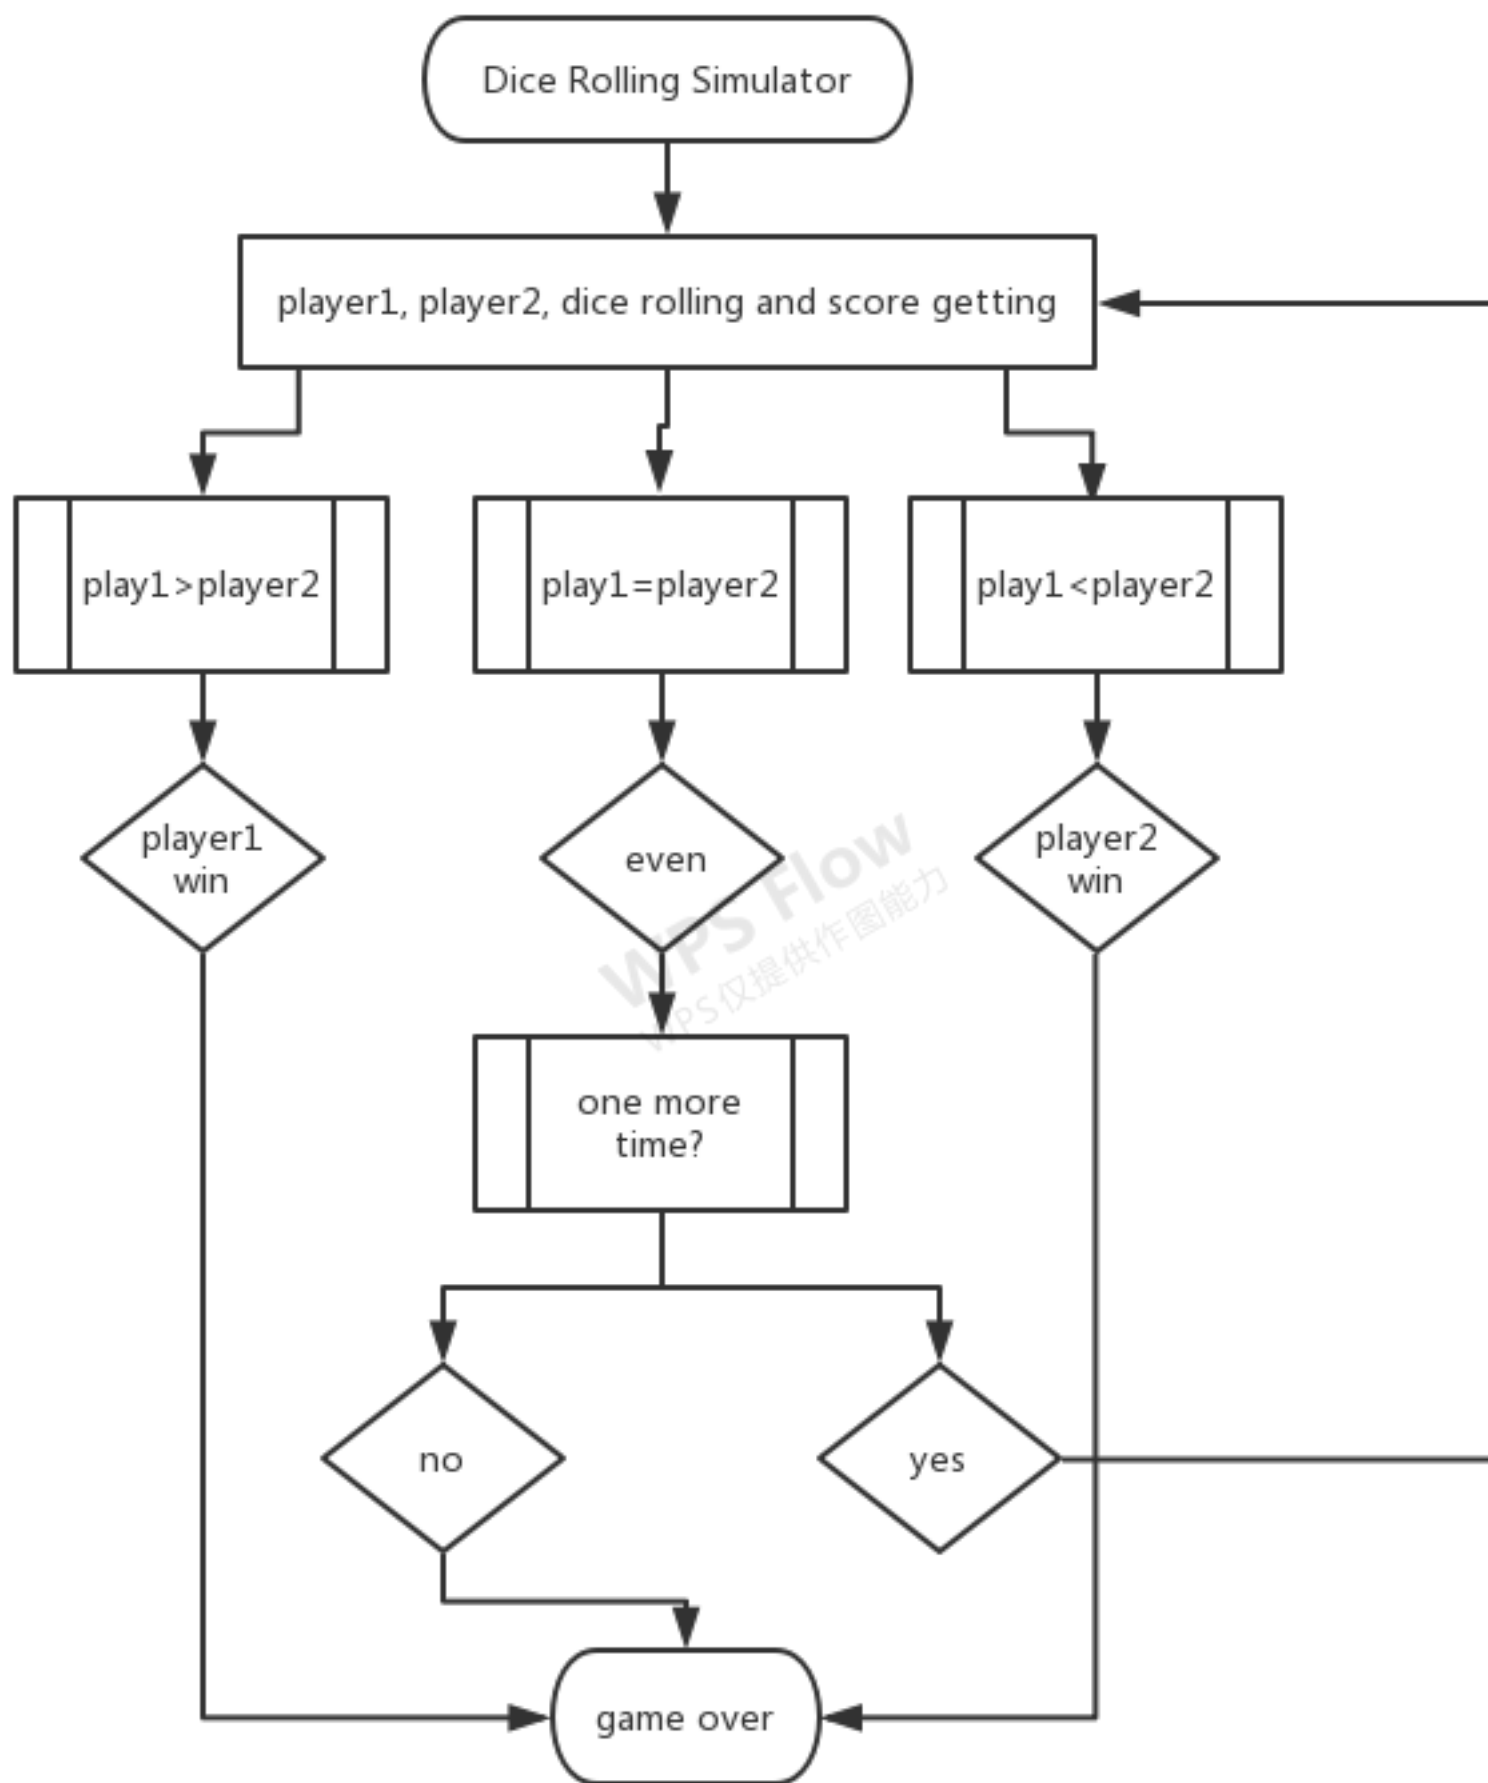 Dice Rolling Simulator
player1, player2, dice rolling and score getting
play1>player2
play1=player2
play1<player2
player1
win
even
player2
win
WPS Flow
WPS仅提供作图能力
one more
time?
no
yes
game over